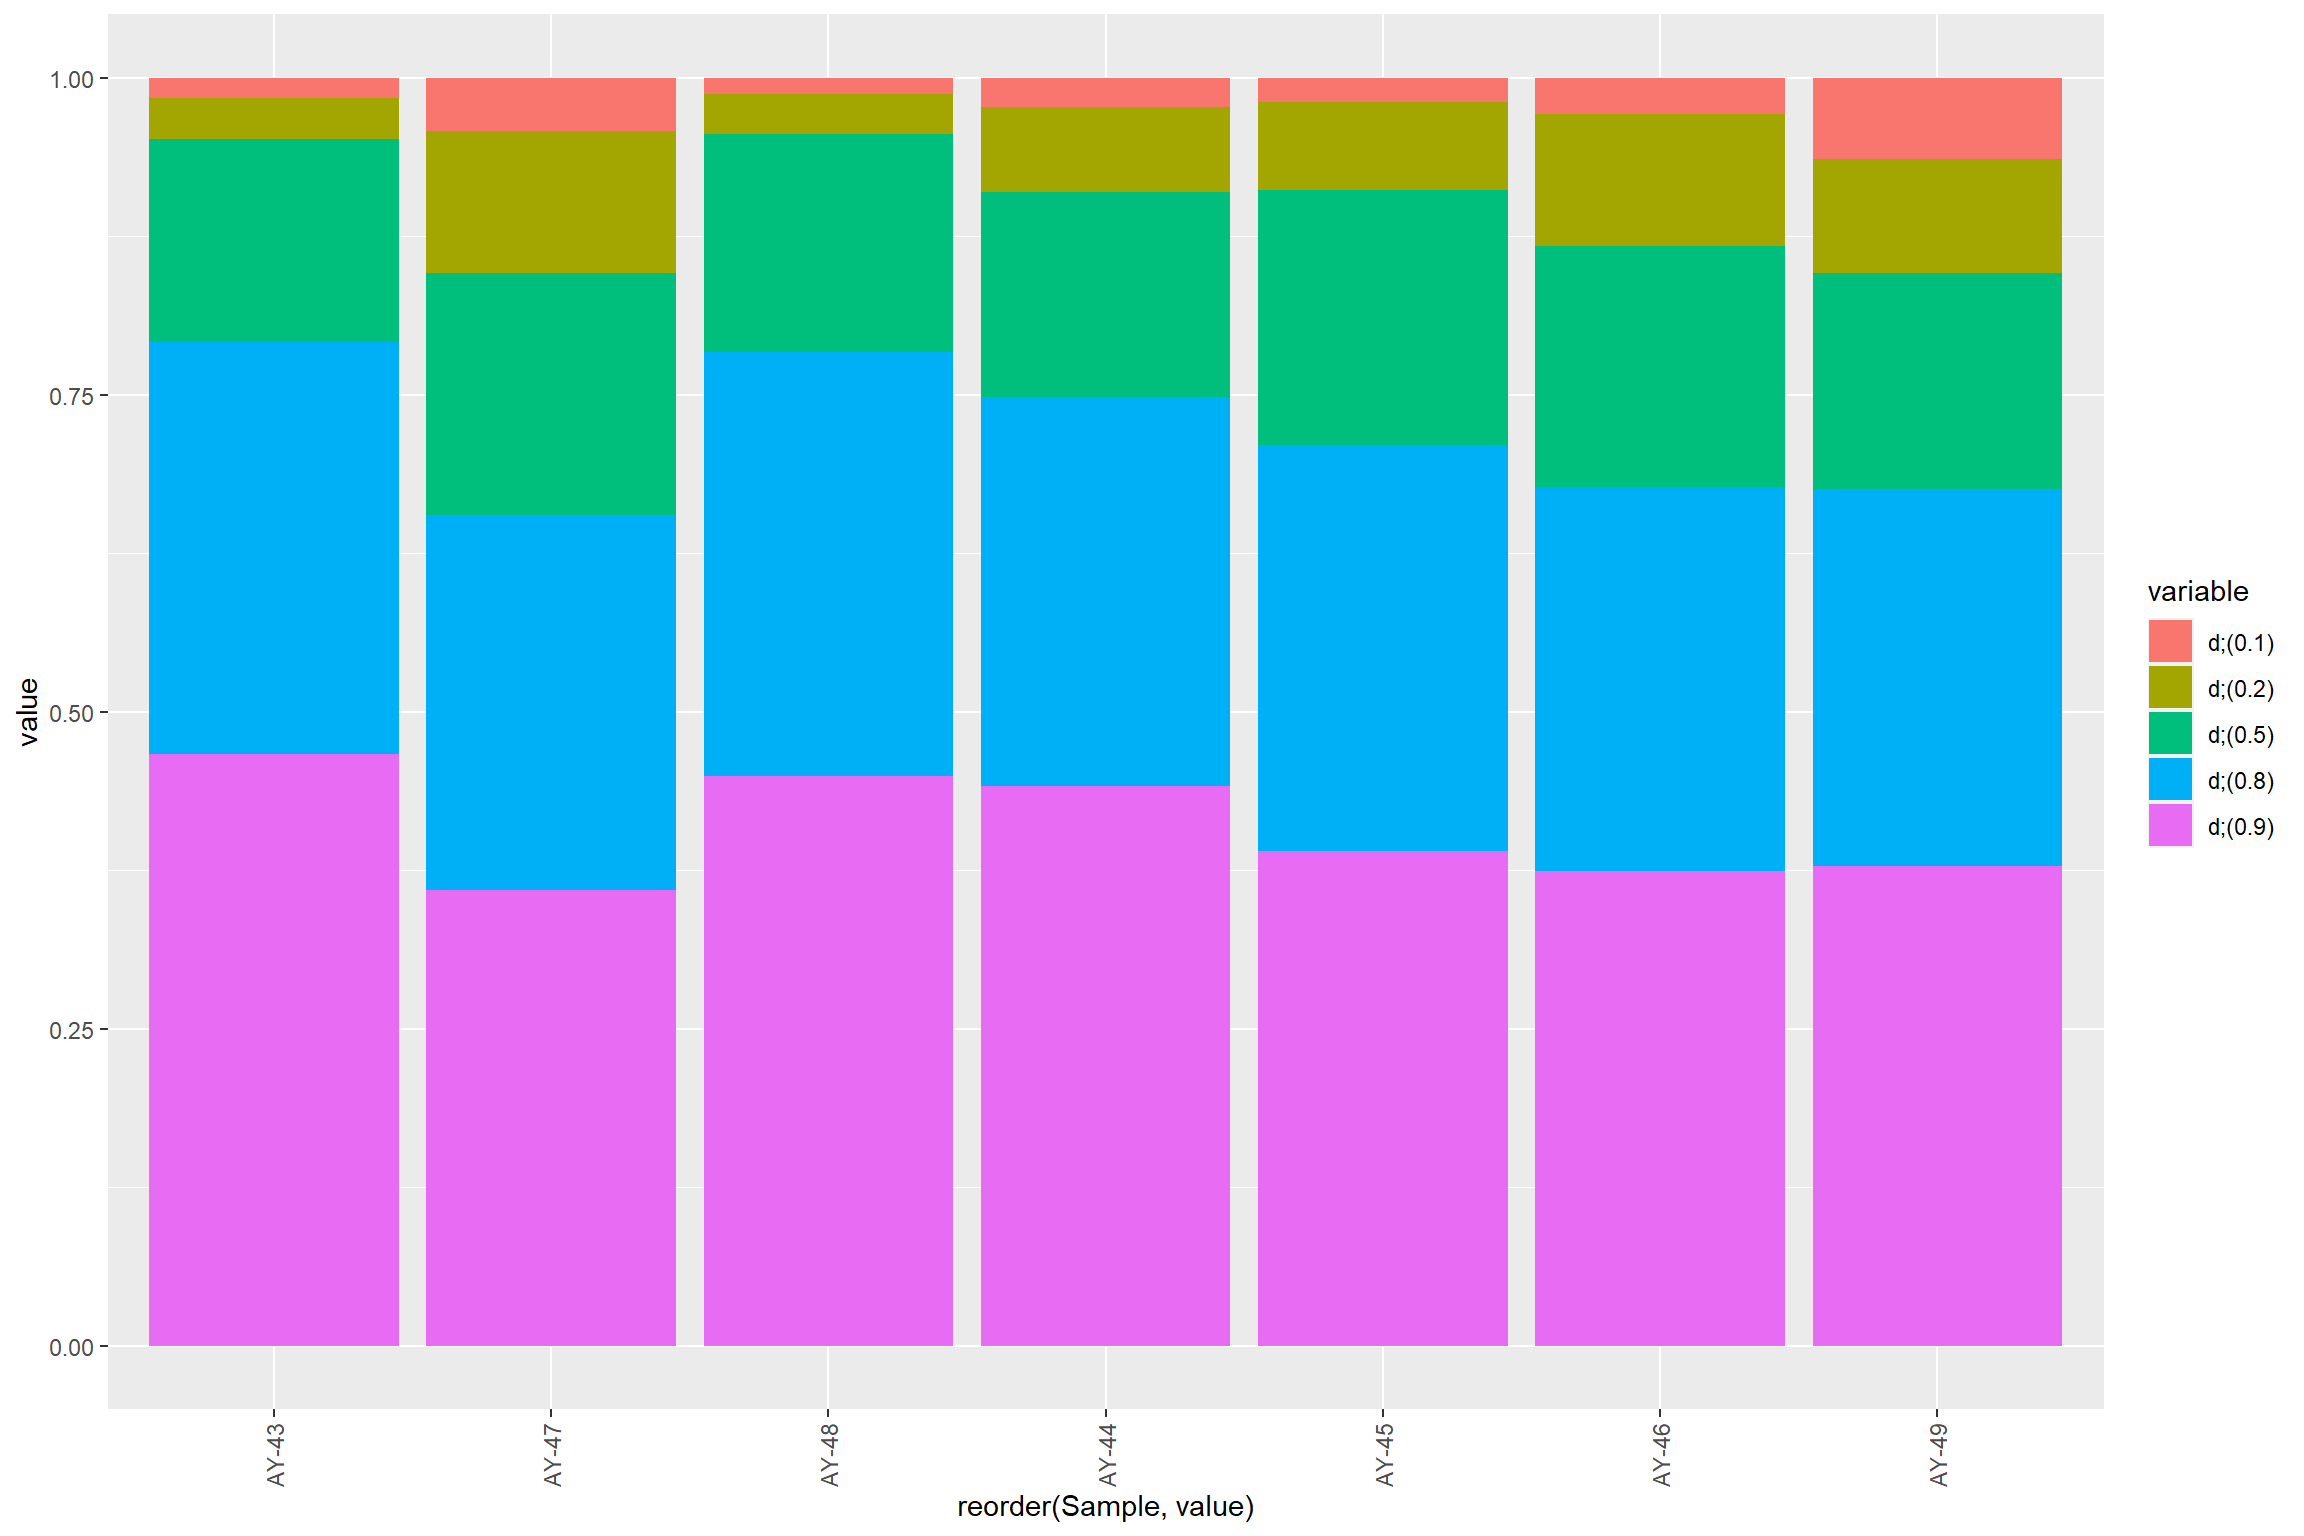 1.00
0.75
0.50
0.25
0.00
value
AY-43
AY-47
AY-48
AY-44
AY-45
AY-46
AY-49
reorder(Sample, value)
variable
d;(0.1)
d;(0.2)
d;(0.5)
d;(0.8)
d;(0.9)